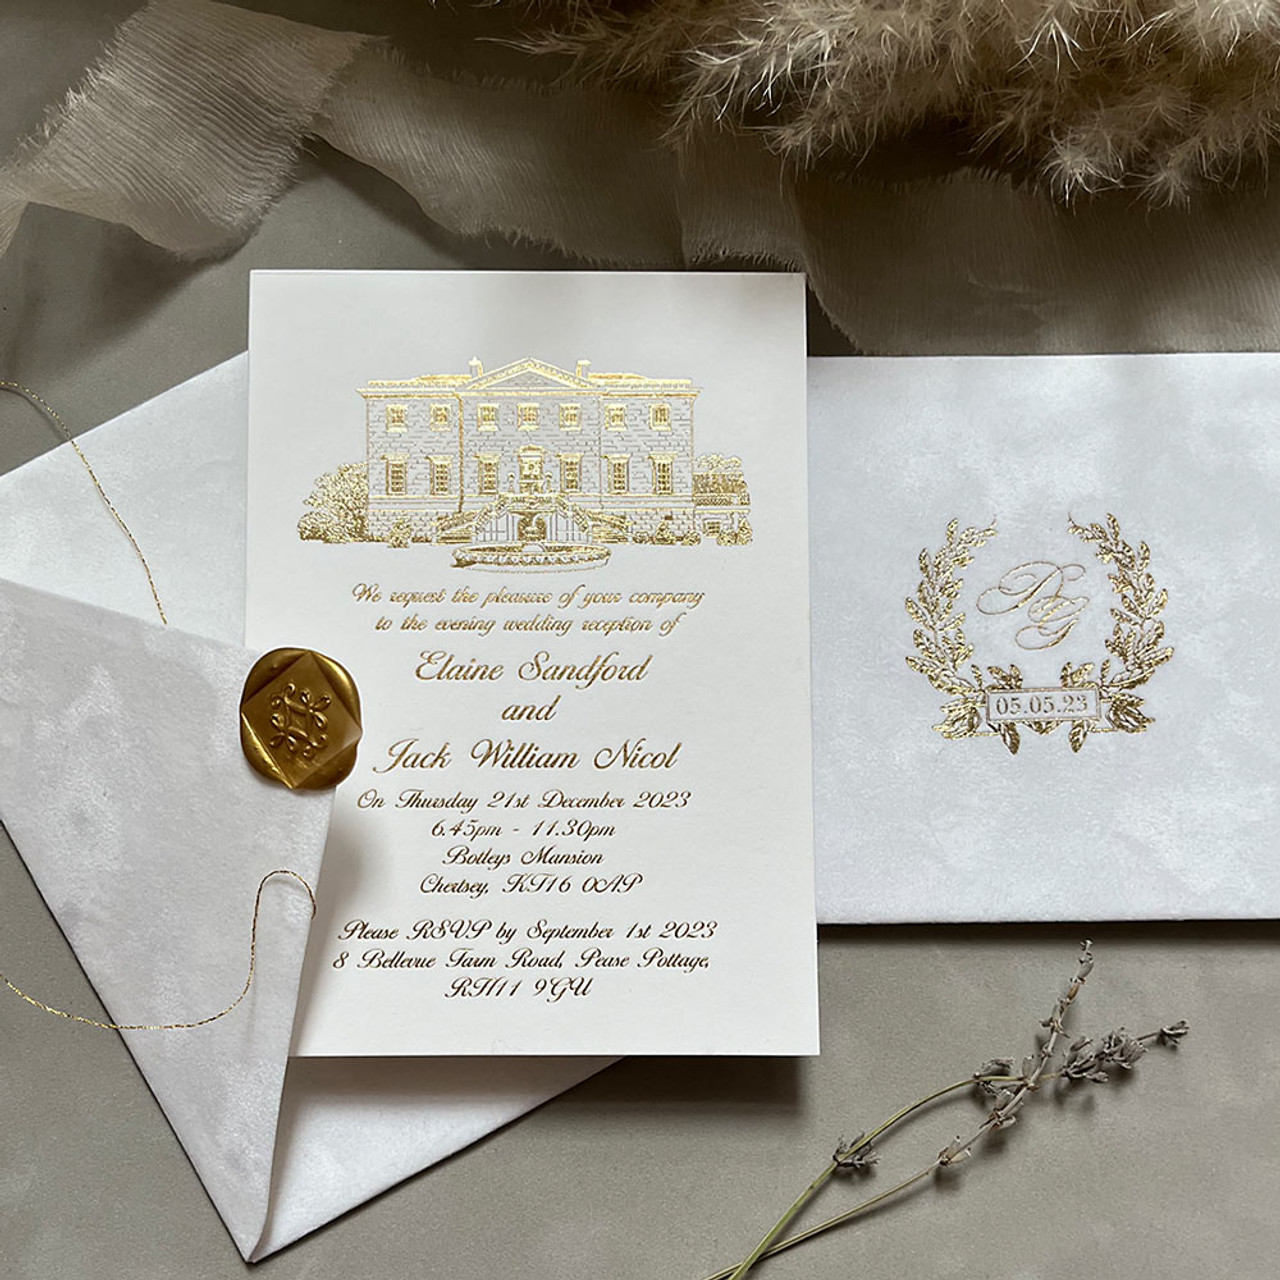 We request the pleasure of your company
to the evening wedding reception of
Elaine Sandford
and
Jack William Nicol
On Thursday 21st December 2023
6.45pm - 11.30pm
Botleys Mansion
Chertsey, KT16 0AP
Please RSVP by September 1st 2023
8 Bellevue Farm Road, Pease Pottage,
RH11 9GU
05.05.23